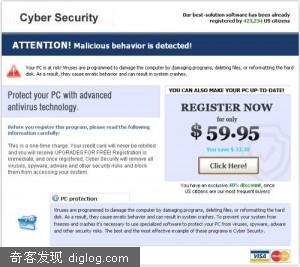 Cyber Security
Our best-solution software has been already
registered by 423,234 US citizens
ATTENTION! Malicious behavior is detected!
Your PC is at risk! Viruses are programmed to damage the computer by damaging programs, deleting files, or reformatting the hard
disk. As a result, they cause erratic behavior and can result in system crashes.
Protect your PC with advanced
antivirus technology.
Before you register this program, please read the following
information carefully:
This is a one-time charge. Your credit card will never be rebilled
and you will receive UPGRADES FOR FREE! Registration is
immediate, and once registered, Cyber Security will remove all
viruses, spyware, adware and other security risks and block
them from accessing your system.
YOU CAN ALSO MAKE YOUR PC UP-TO-DATE!
REGISTER NOW
for only
$59.95
You save $
Click Here!
You have an exclusive 40% discount, since
US citizens are our most frequent buyers
PC protection
Viruses are programmed to damage the computer by damaging programs, deleting files, or reformatting the hard
disk. As a result, they cause erratic behavior and can result in system crashes. To prevent your system from
freezes and crashes it's necessary to use specialized software to protect your PC from viruses, spyware, adware
and other security risks. The best and the most effective example of these programs is Cyber Security.
奇客发现 diglog.com
VISA